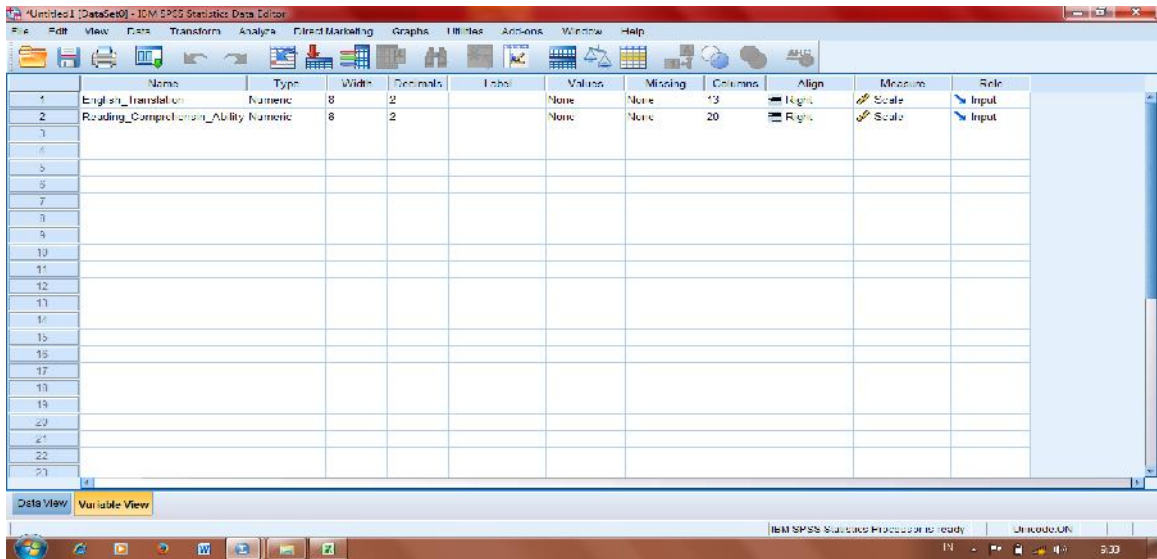 *Untitled1 [DataSet0] - IBM SPSS Statistics Data Editor
File Edit View Data Transform Analyze Direct Marketing Graphs Utilities Add-ons Window Help
Name Type Width Decimals Label Values Missing Columns Align Measure Role
1 English_Translation Numeric 8 2 None None 13 Right Scale Input
2 Reading_Comprehensin_Ability Numeric 8 2 None None 20 Right Scale Input
3
4
5
6
7
8
9
10
11
12
13
14
15
16
17
18
19
20
21
22
23
Data View Variable View
IBM SPSS Statistics Processor is ready Unicode:ON
IN 9:33